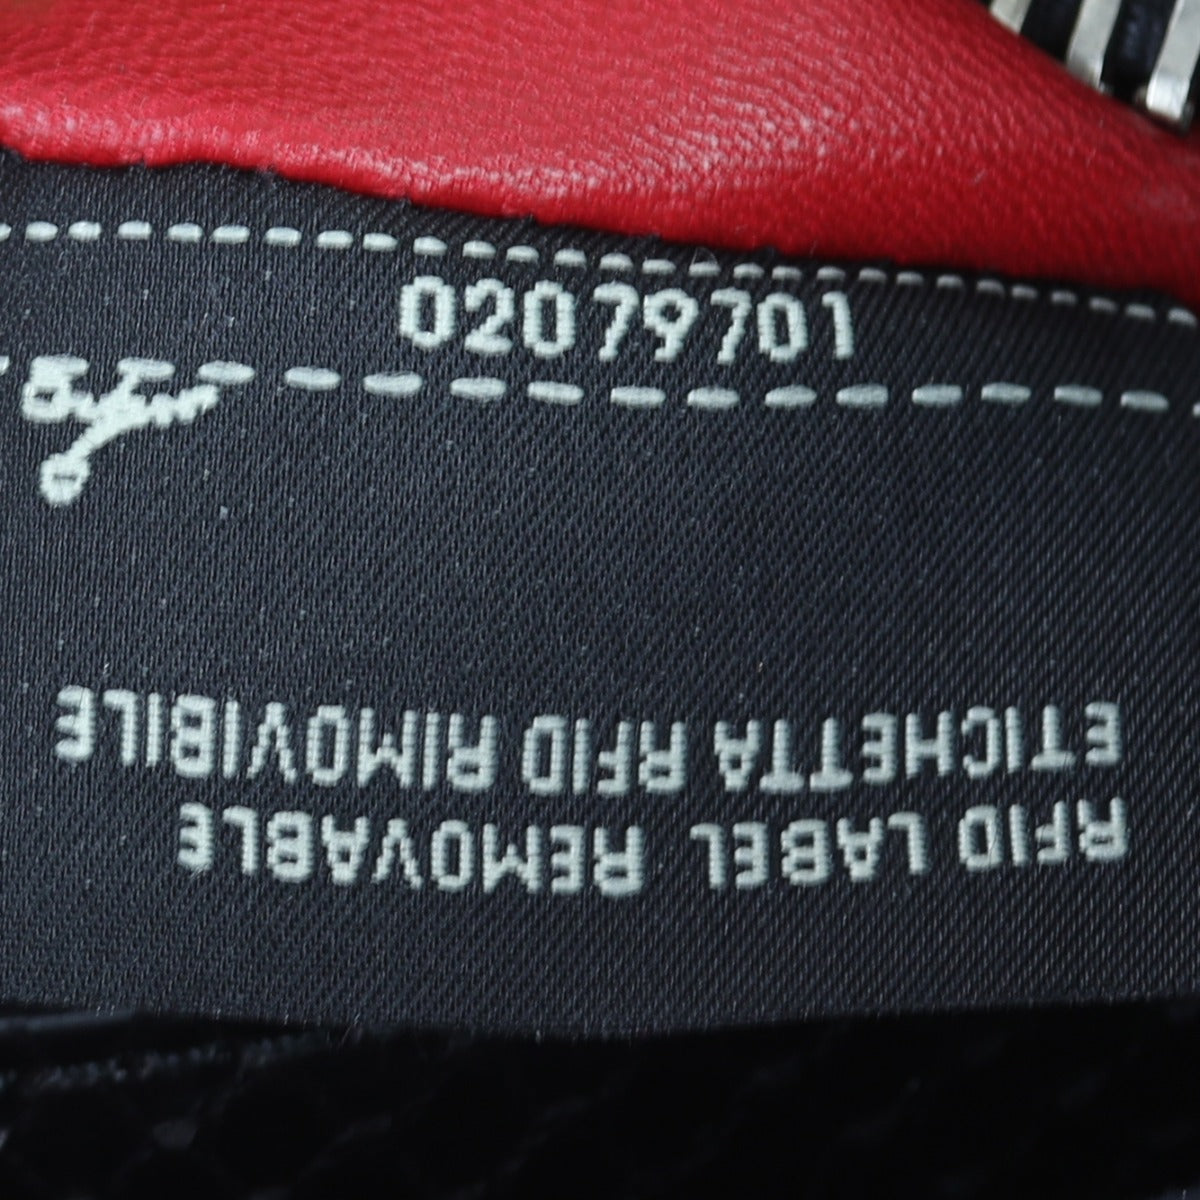 02079701
RFID LABEL REMOVABLE
ETICHETTA RFID RIMOVIBILE